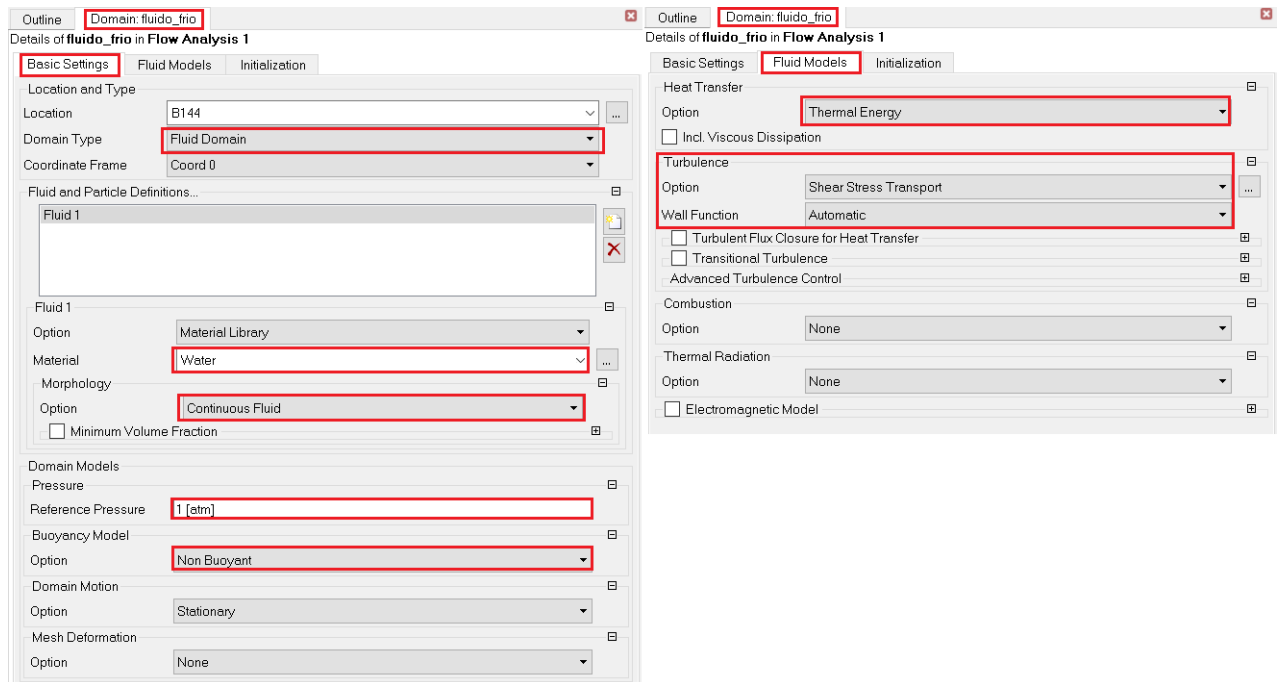 Outline Domain: fluido_frio
Details of fluido_frio in Flow Analysis 1
Basic Settings Fluid Models Initialization
Location and Type
Location B144 ...
Domain Type Fluid Domain
Coordinate Frame Coord 0
Fluid and Particle Definitions...
Fluid 1
Fluid 1
Option Material Library
Material Water ...
Morphology
Option Continuous Fluid
Minimum Volume Fraction
Domain Models
Pressure
Reference Pressure 1 [atm]
Buoyancy Model
Option Non Buoyant
Domain Motion
Option Stationary
Mesh Deformation
Option None
Outline Domain: fluido_frio
Details of fluido_frio in Flow Analysis 1
Basic Settings Fluid Models Initialization
Heat Transfer
Option Thermal Energy
Incl. Viscous Dissipation
Turbulence
Option Shear Stress Transport ...
Wall Function Automatic
Turbulent Flux Closure for Heat Transfer
Transitional Turbulence
Advanced Turbulence Control
Combustion
Option None
Thermal Radiation
Option None
Electromagnetic Model